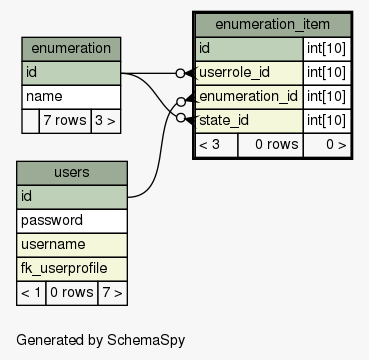 enumeration
id
name
7 rows 3 >
enumeration_item
id int[10]
userrole_id int[10]
enumeration_id int[10]
state_id int[10]
< 3 0 rows 0 >
users
id
password
username
fk_userprofile
< 1 0 rows 7 >
Generated by SchemaSpy